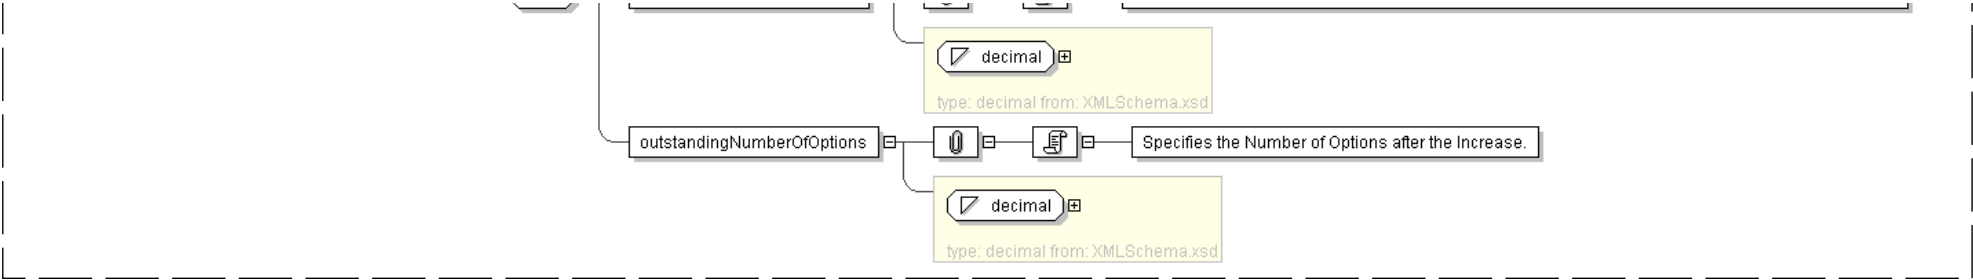 decimal
type: decimal from: XMLSchema.xsd
outstandingNumberOfOptions
Specifies the Number of Options after the Increase.
decimal
type: decimal from: XMLSchema.xsd